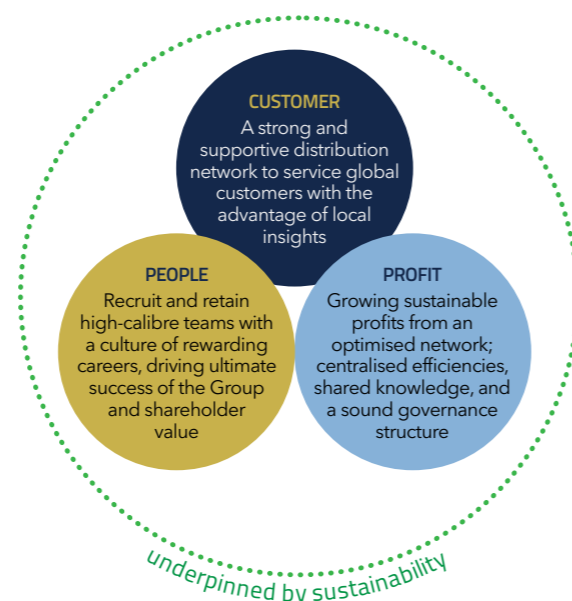 CUSTOMER
A strong and
supportive distribution
network to service global
customers with the
advantage of local
insights
PEOPLE
Recruit and retain
high-calibre teams with
a culture of rewarding
careers, driving ultimate
success of the Group
and shareholder
value
PROFIT
Growing sustainable
profits from an
optimised network;
centralised efficiencies,
shared knowledge, and
a sound governance
structure
underpinned by sustainability